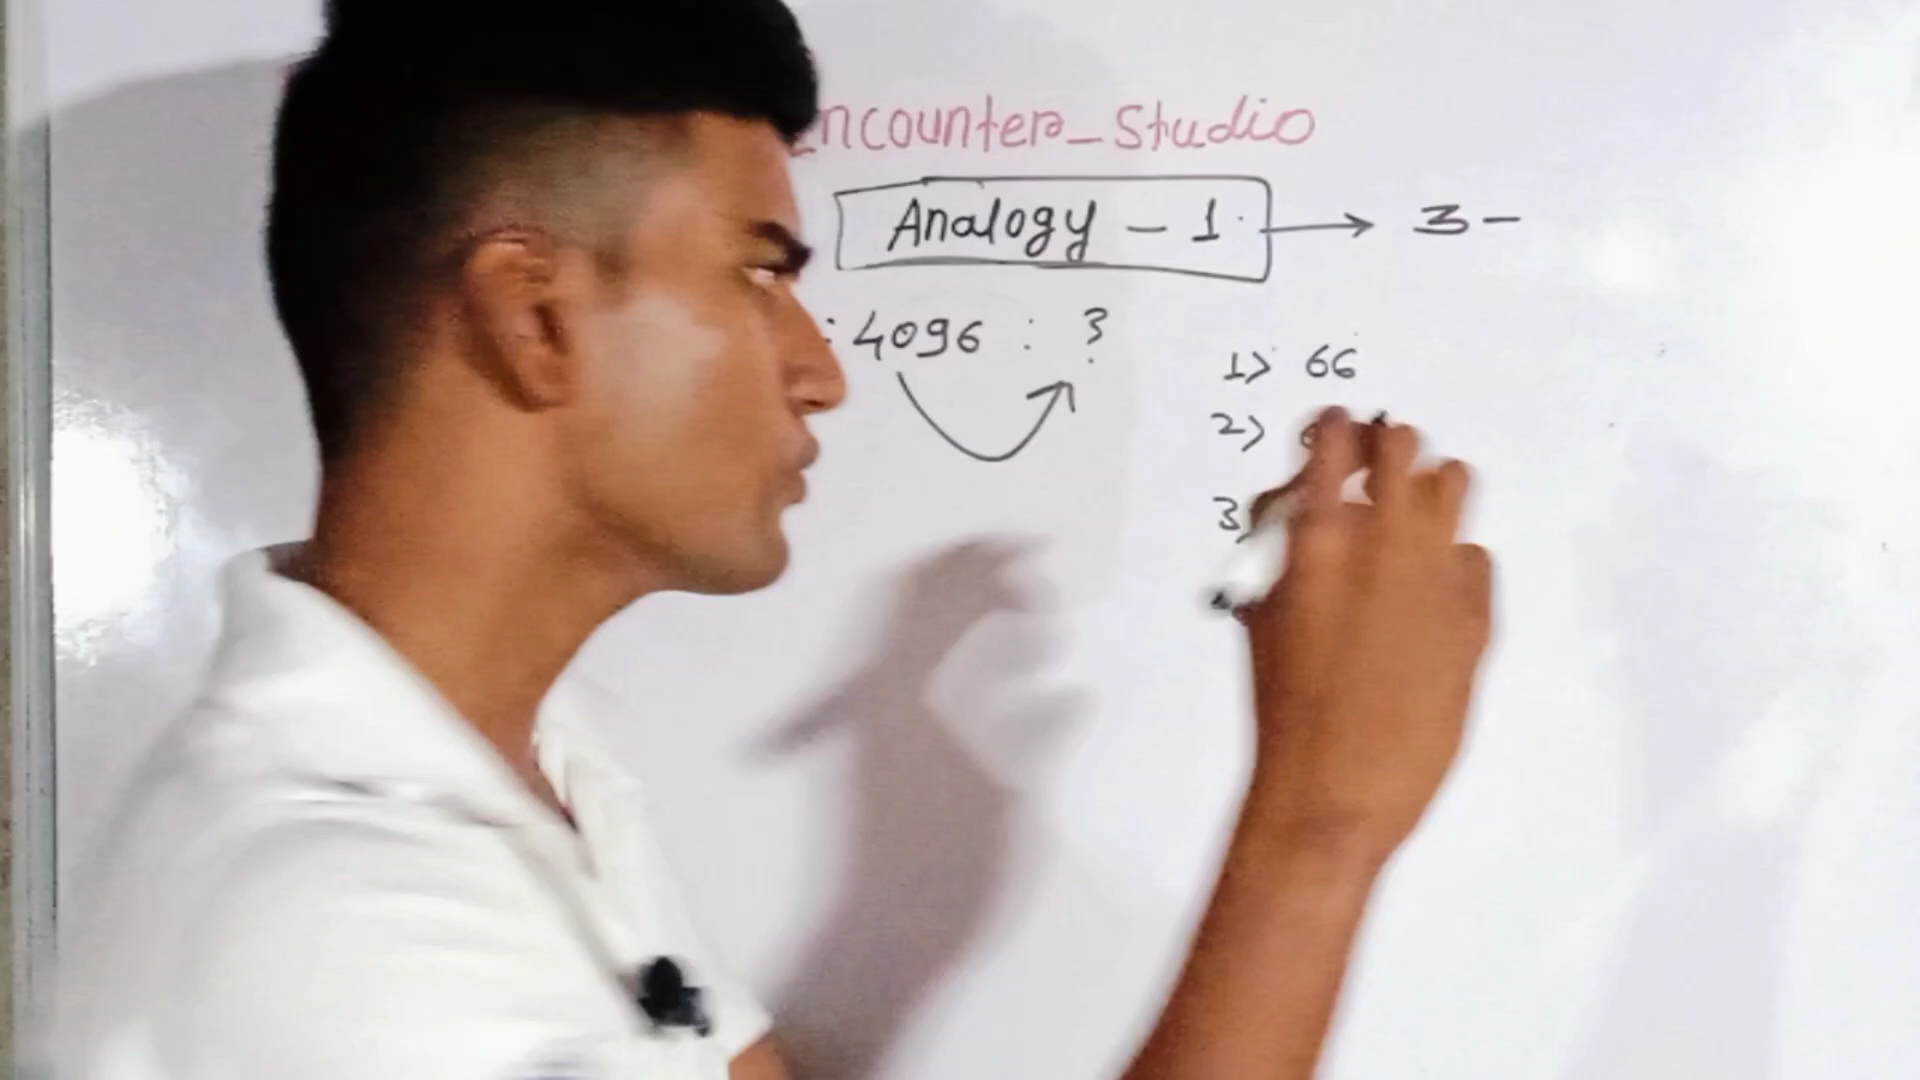 ncounter_Studio
Analogy - 1. → 3 -
: 4096 : ?
1) 66
2)
3)